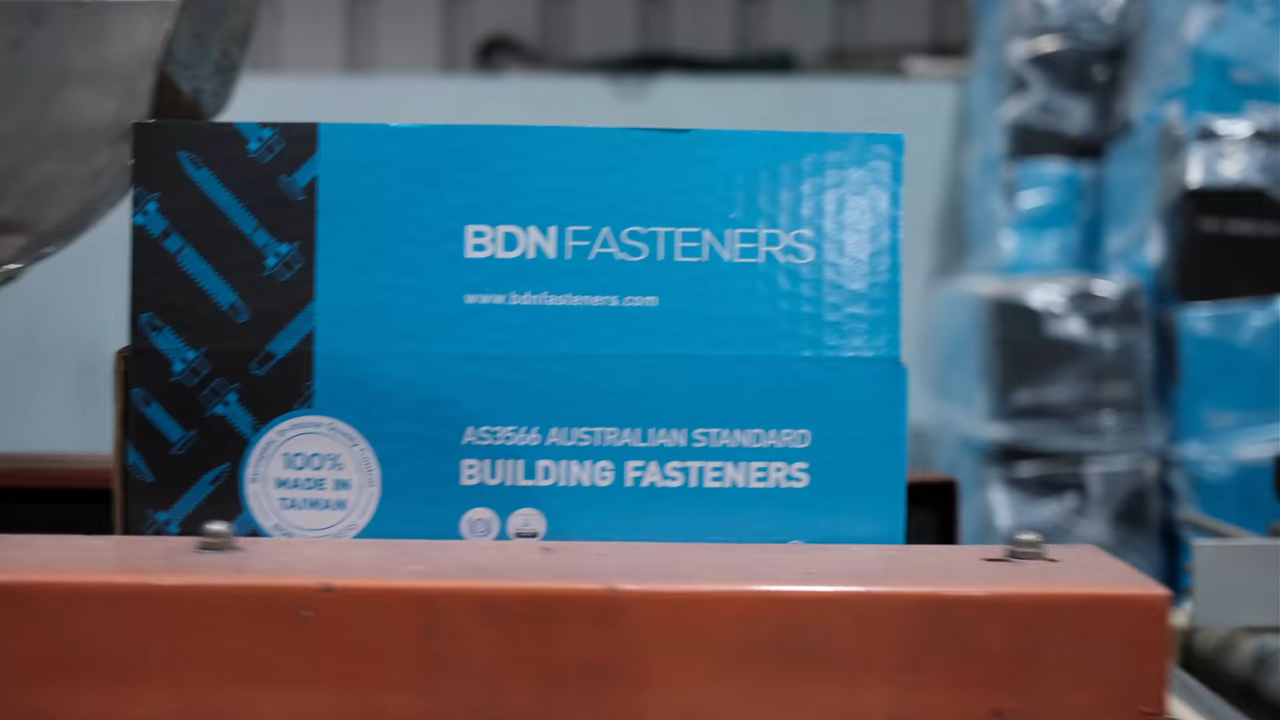 BDN FASTENERS
www.bdnfasteners.com
AS3566 AUSTRALIAN STANDARD
BUILDING FASTENERS
100%
MADE IN
TAIWAN